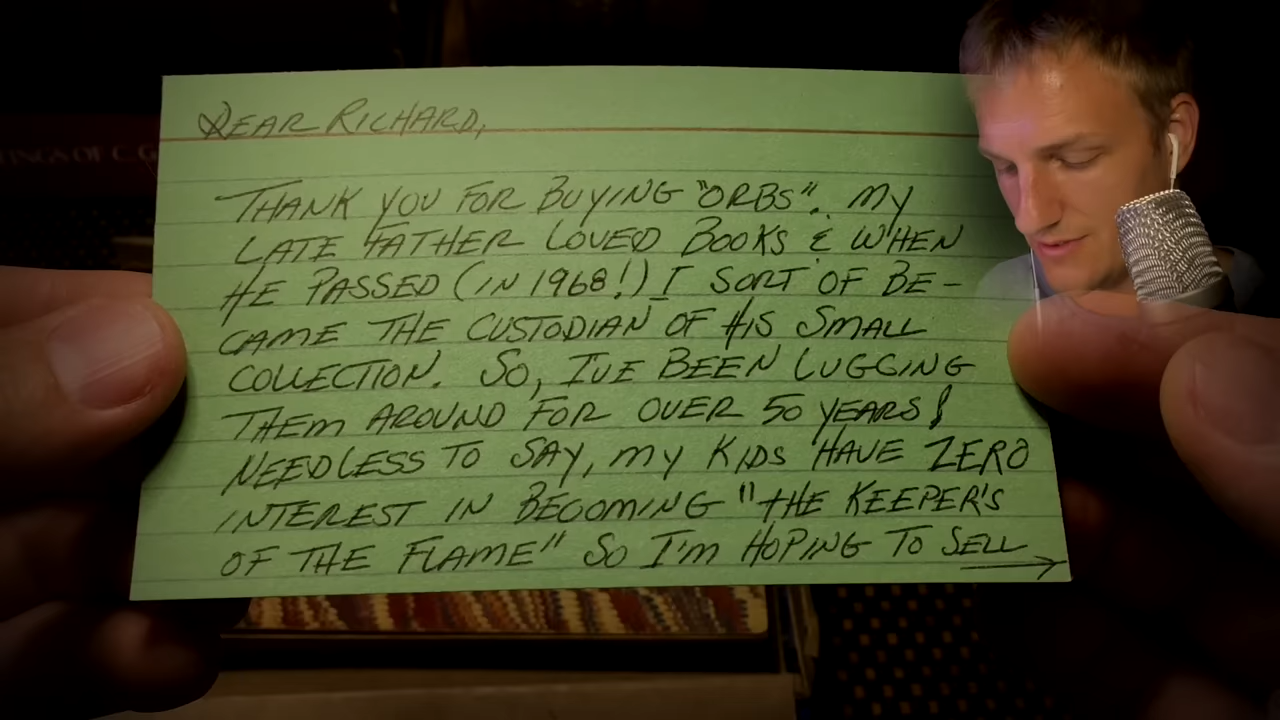 DEAR RICHARD,
THANK YOU FOR BUYING "ORBS". MY
LATE FATHER LOVED BOOKS & WHEN
HE PASSED (IN 1968!) I SORT OF BE-
CAME THE CUSTODIAN OF HIS SMALL
COLLECTION. SO, I'VE BEEN LUGGING
THEM AROUND FOR OVER 50 YEARS!
NEEDLESS TO SAY, MY KIDS HAVE ZERO
INTEREST IN BECOMING "THE KEEPER'S
OF THE FLAME" SO I'M HOPING TO SELL →